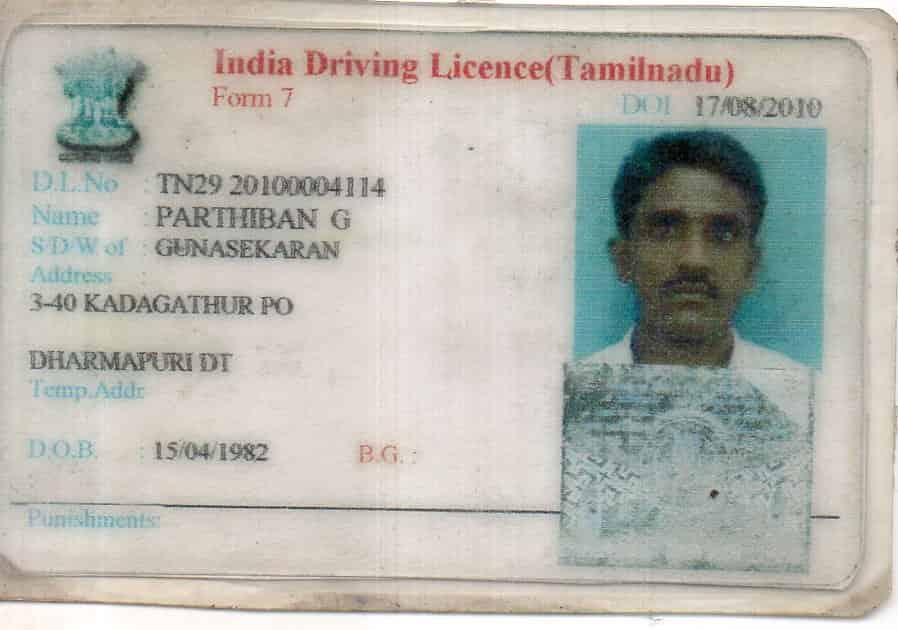 India Driving Licence(Tamilnadu)
Form 7
DOI 17/08/2010
D.L.No : TN29 20100004114
Name : PARTHIBAN G
S/D/W of : GUNASEKARAN
Address
3-40 KADAGATHUR PO
DHARMAPURI DT
Temp.Addr
D.O.B. : 15/04/1982 B.G. :
Punishments: